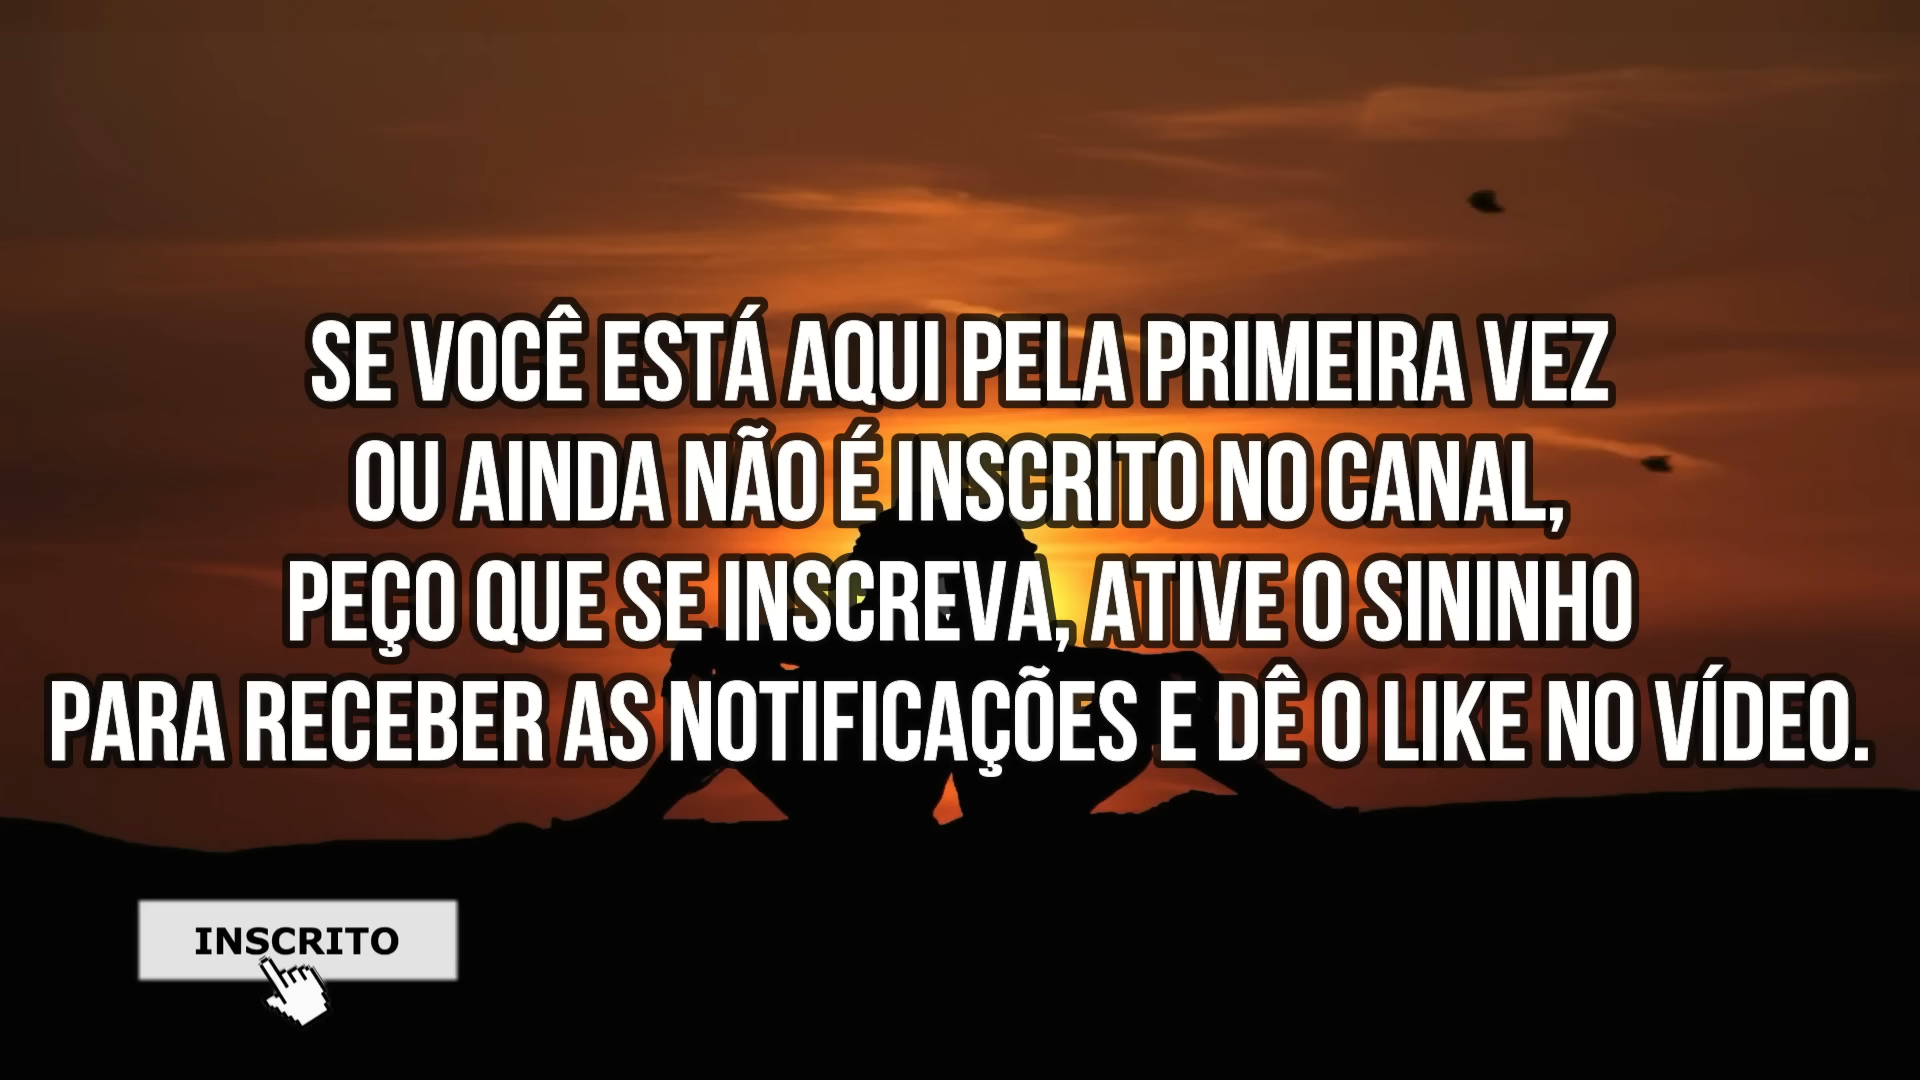 SE VOCÊ ESTÁ AQUI PELA PRIMEIRA VEZ
OU AINDA NÃO É INSCRITO NO CANAL,
PEÇO QUE SE INSCREVA, ATIVE O SININHO
PARA RECEBER AS NOTIFICAÇÕES E DÊ O LIKE NO VÍDEO.
INSCRITO